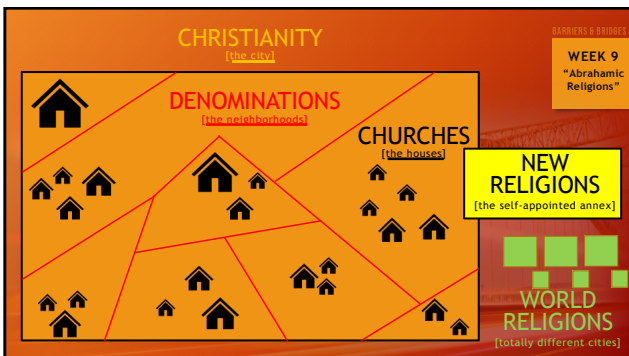 CHRISTIANITY
[the city]
BARRIERS & BRIDGES
WEEK 9
“Abrahamic
Religions”
DENOMINATIONS
[the neighborhoods]
CHURCHES
[the houses]
NEW
RELIGIONS
[the self-appointed annex]
WORLD
RELIGIONS
[totally different cities]